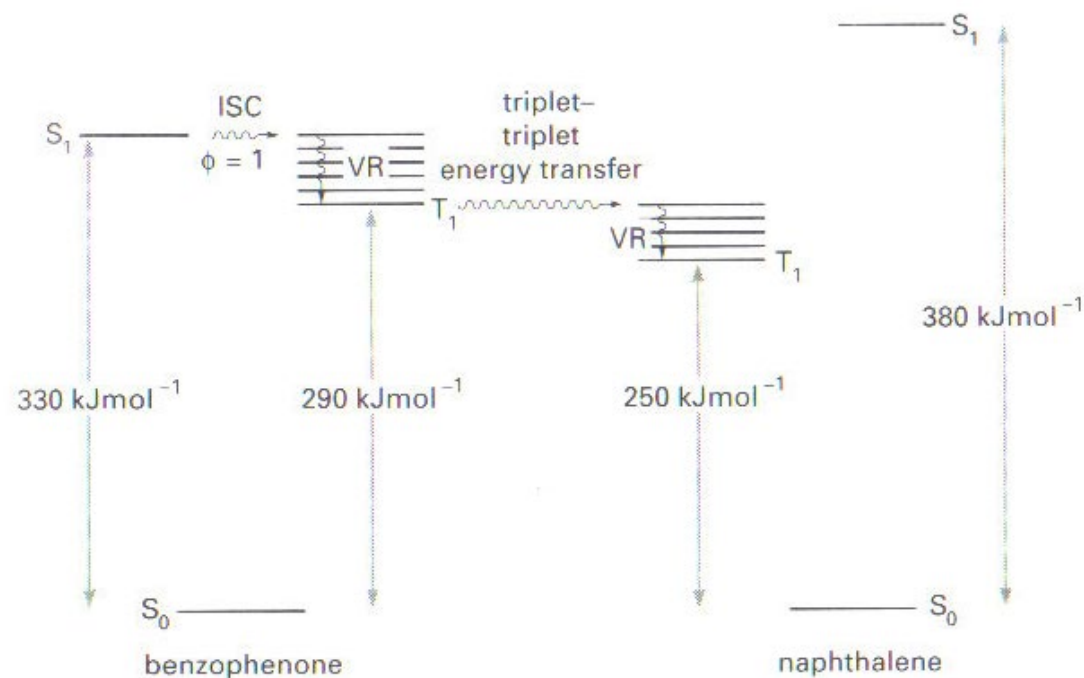 S₁
ISC
triplet–
S₁
triplet
ϕ = 1
VR
energy transfer
T₁
VR
T₁
380 kJmol⁻¹
330 kJmol⁻¹
290 kJmol⁻¹
250 kJmol⁻¹
S₀
S₀
benzophenone
naphthalene